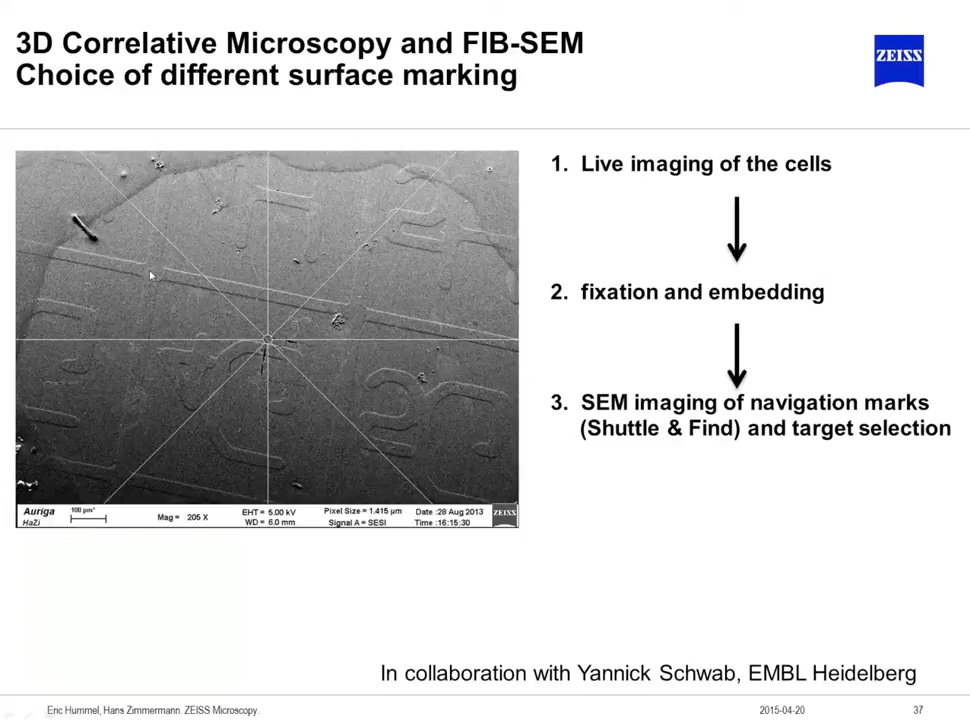 3D Correlative Microscopy and FIB-SEM
Choice of different surface marking
ZEISS
1. Live imaging of the cells
2. fixation and embedding
3. SEM imaging of navigation marks
(Shuttle & Find) and target selection
Auriga
HaZi
100 µm*
Mag = 205 X
EHT = 5.00 kV
WD = 6.0 mm
Pixel Size = 1.415 µm
Signal A = SESI
Date :28 Aug 2013
Time :16:15:30
ZEISS
In collaboration with Yannick Schwab, EMBL Heidelberg
Eric Hummel, Hans Zimmermann. ZEISS Microscopy.
2015-04-20
37